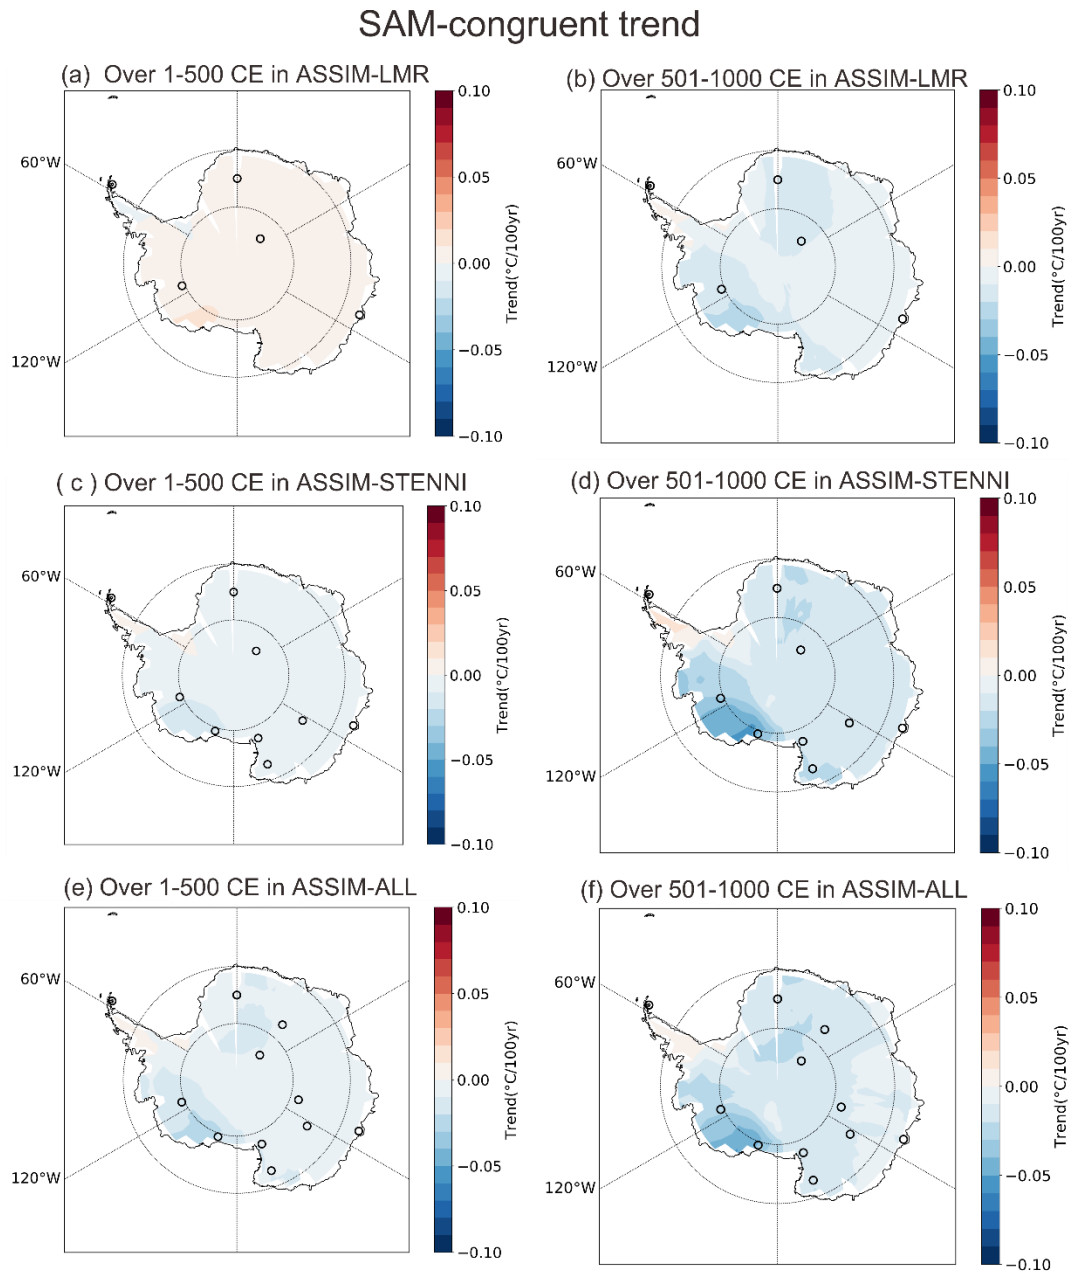 SAM-congruent trend
(a) Over 1-500 CE in ASSIM-LMR
60°W
120°W
0.10
0.05
0.00
−0.05
−0.10
Trend(°C/100yr)
(b) Over 501-1000 CE in ASSIM-LMR
60°W
120°W
0.10
0.05
0.00
−0.05
−0.10
Trend(°C/100yr)
( c ) Over 1-500 CE in ASSIM-STENNI
60°W
120°W
0.10
0.05
0.00
−0.05
−0.10
Trend(°C/100yr)
(d) Over 501-1000 CE in ASSIM-STENNI
60°W
120°W
0.10
0.05
0.00
−0.05
−0.10
Trend(°C/100yr)
(e) Over 1-500 CE in ASSIM-ALL
60°W
120°W
0.10
0.05
0.00
−0.05
−0.10
Trend(°C/100yr)
(f) Over 501-1000 CE in ASSIM-ALL
60°W
120°W
0.10
0.05
0.00
−0.05
−0.10
Trend(°C/100yr)